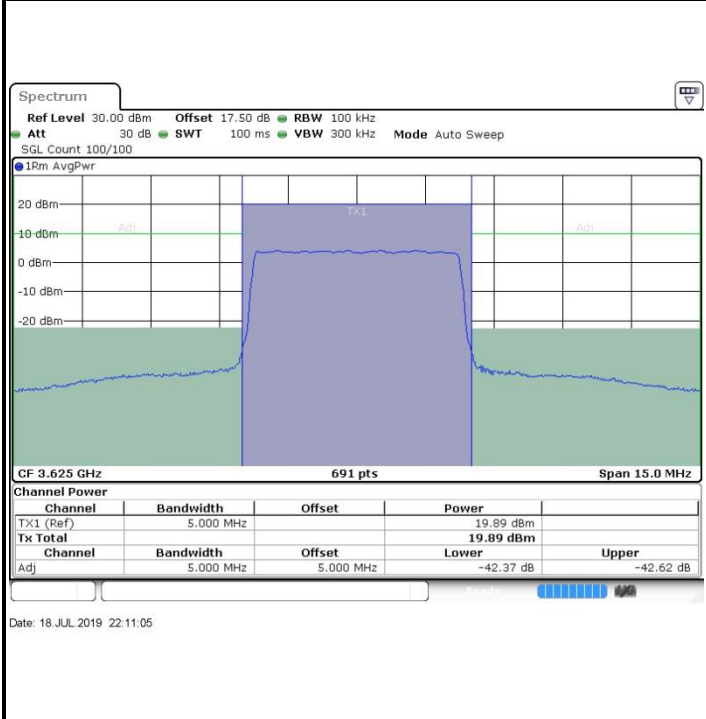 Spectrum
Ref Level 30.00 dBm Offset 17.50 dB RBW 100 kHz
Att 30 dB SWT 100 ms VBW 300 kHz Mode Auto Sweep
SGL Count 100/100
1Rm AvgPwr
20 dBm
TX1
Adj Adj
10 dBm
0 dBm
-10 dBm
-20 dBm
CF 3.625 GHz 691 pts Span 15.0 MHz
Channel Power
Channel Bandwidth Offset Power
TX1 (Ref) 5.000 MHz 19.89 dBm
Tx Total 19.89 dBm
Channel Bandwidth Offset Lower Upper
Adj 5.000 MHz 5.000 MHz -42.37 dB -42.62 dB
Ready
Date: 18.JUL.2019 22:11:05